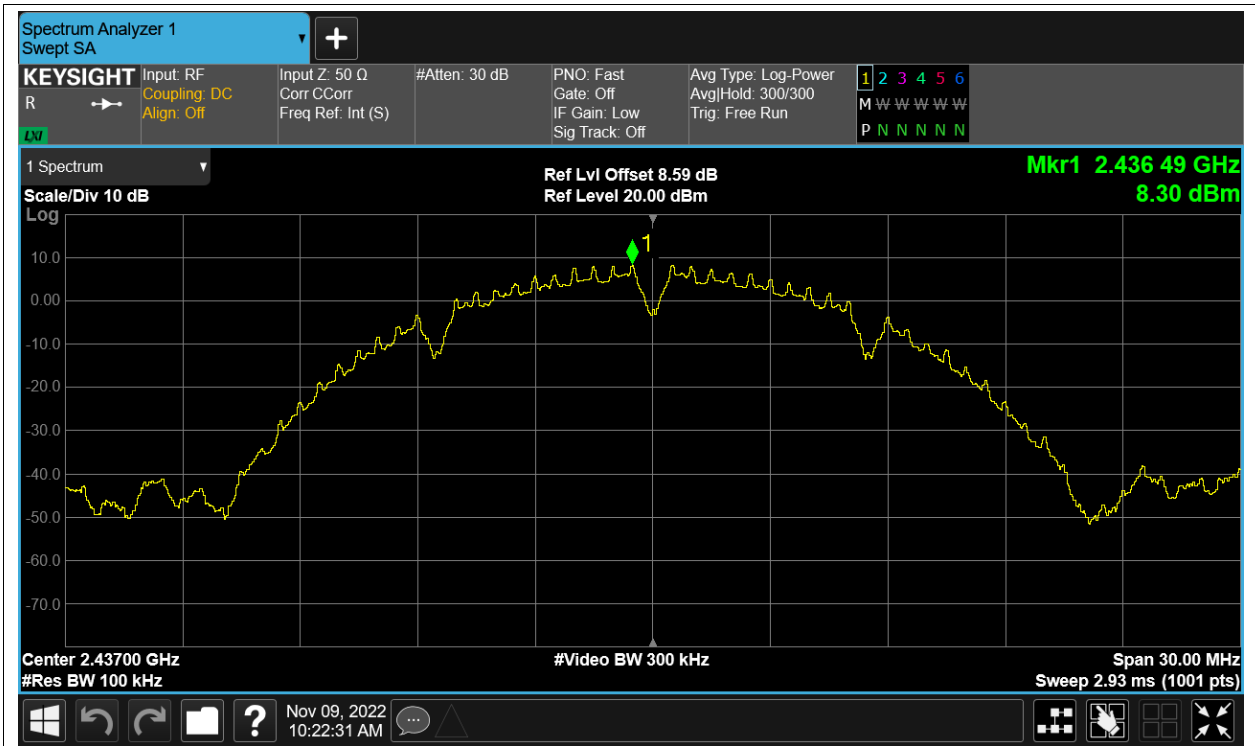 Spectrum Analyzer 1
Swept SA
KEYSIGHT
R
LXI
Input: RF
Coupling: DC
Align: Off
Input Z: 50 Ω
Corr CCorr
Freq Ref: Int (S)
#Atten: 30 dB
PNO: Fast
Gate: Off
IF Gain: Low
Sig Track: Off
Avg Type: Log-Power
Avg|Hold: 300/300
Trig: Free Run
1 2 3 4 5 6
M W W W W W
P N N N N N
1 Spectrum
Scale/Div 10 dB
Ref Lvl Offset 8.59 dB
Ref Level 20.00 dBm
Mkr1 2.436 49 GHz
8.30 dBm
Log
1
10.0
0.00
-10.0
-20.0
-30.0
-40.0
-50.0
-60.0
-70.0
Center 2.43700 GHz
#Video BW 300 kHz
Span 30.00 MHz
#Res BW 100 kHz
Sweep 2.93 ms (1001 pts)
?
Nov 09, 2022
10:22:31 AM